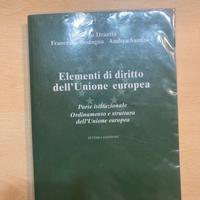 Draetta
Francesco Bestagno Andrea Santini
Elementi di diritto
dell'Unione europea
Parte istituzionale
Ordinamento e struttura
dell'Unione europea